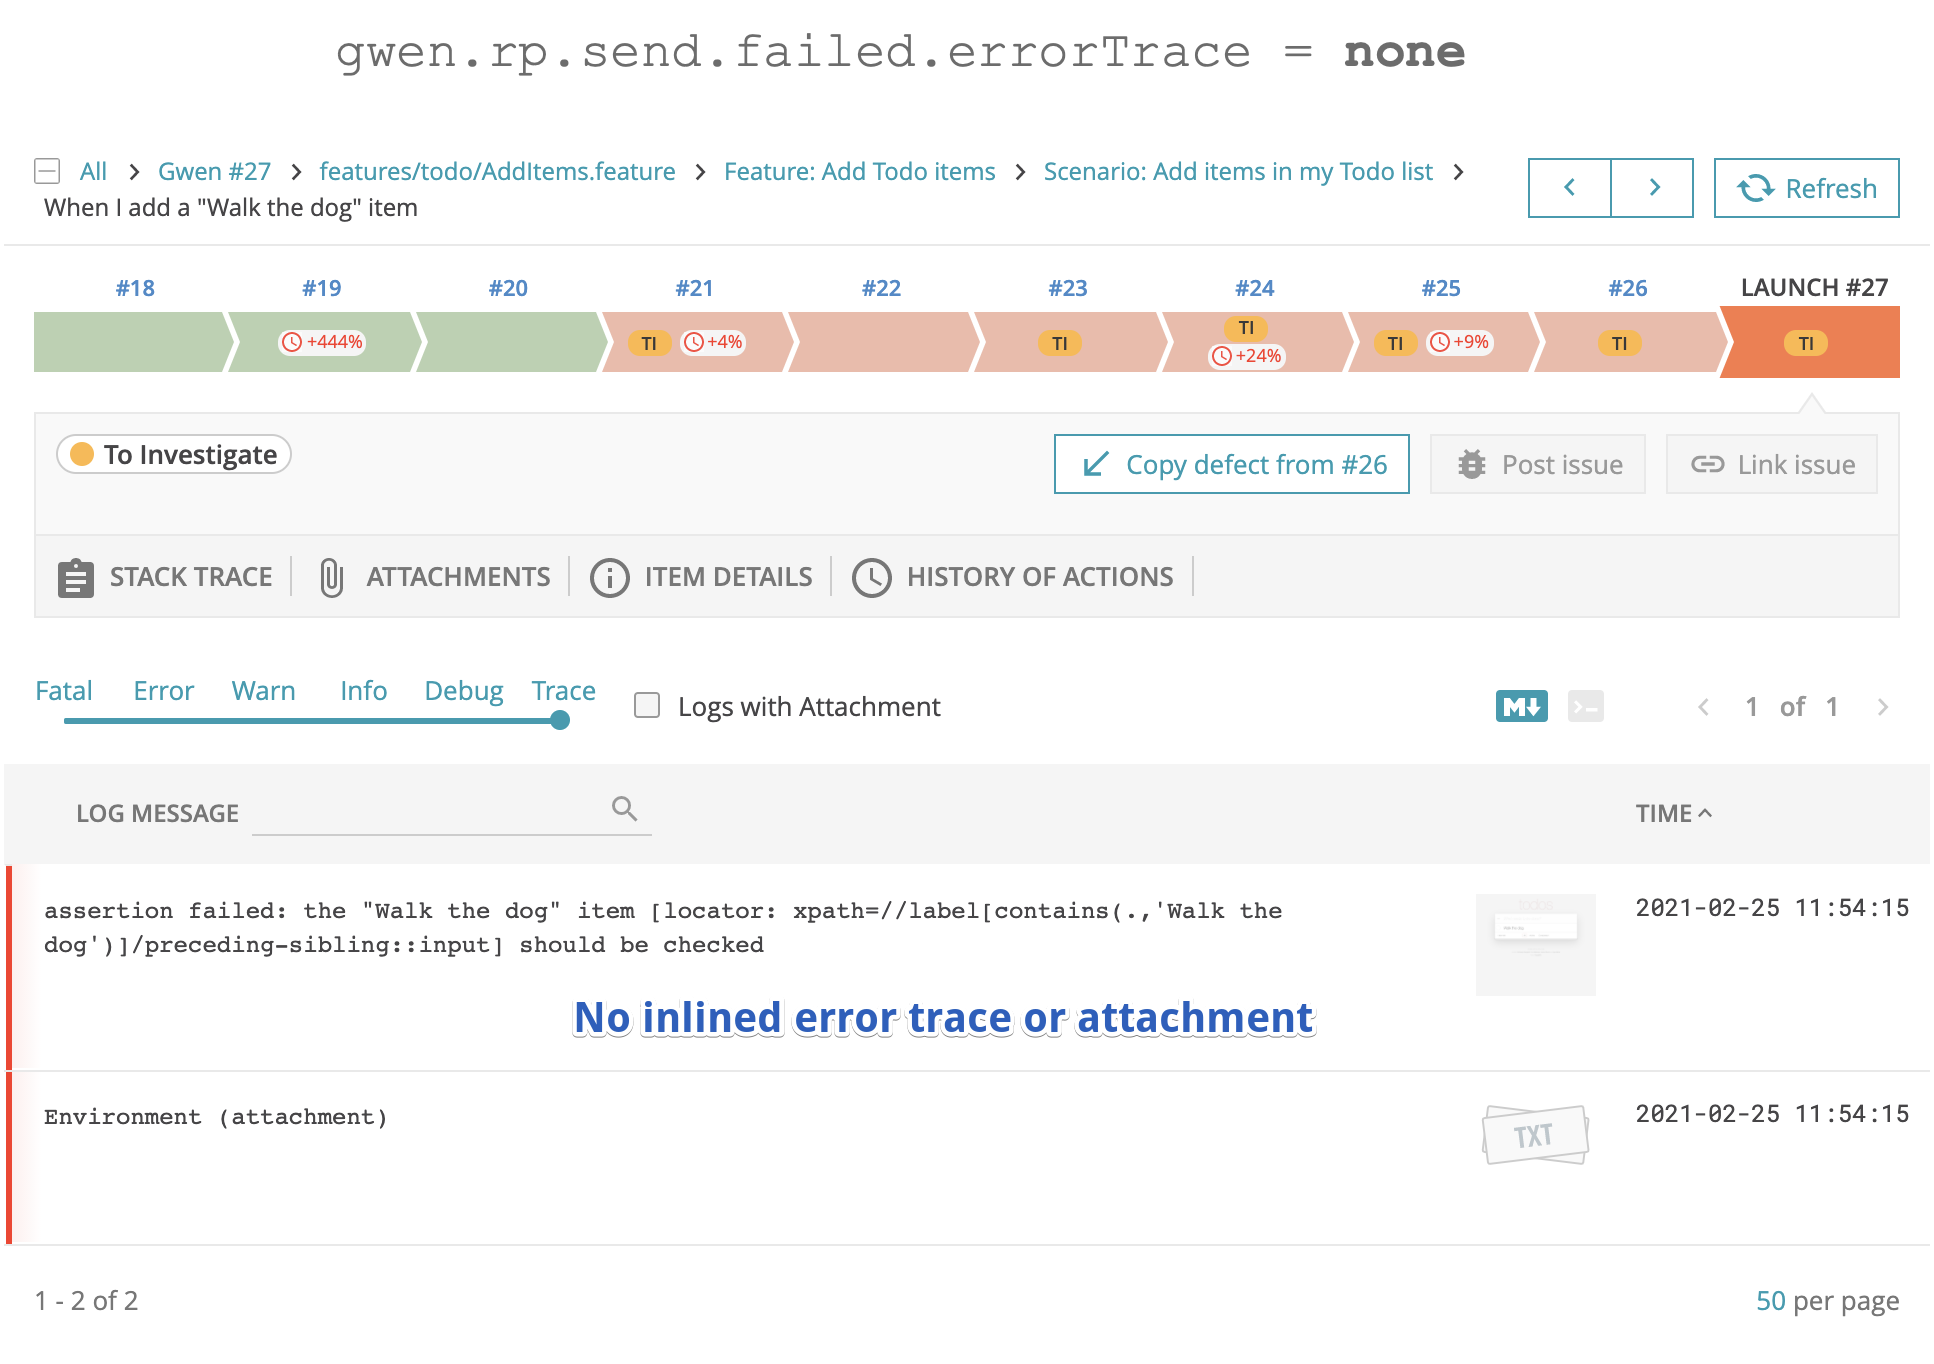 gwen.rp.send.failed.errorTrace = none
All > Gwen #27 > features/todo/AddItems.feature > Feature: Add Todo items > Scenario: Add items in my Todo list >
When I add a "Walk the dog" item
Refresh
#18 #19 #20 #21 #22 #23 #24 #25 #26 LAUNCH #27
+444% TI +4% TI TI +24% TI +9% TI TI
To Investigate
Copy defect from #26
Post issue
Link issue
STACK TRACE ATTACHMENTS ITEM DETAILS HISTORY OF ACTIONS
Fatal Error Warn Info Debug Trace
Logs with Attachment
M
1 of 1
LOG MESSAGE
TIME
assertion failed: the "Walk the dog" item [locator: xpath=//label[contains(.,'Walk the
dog')]/preceding-sibling::input] should be checked
2021-02-25 11:54:15
No inlined error trace or attachment
Environment (attachment)
TXT
2021-02-25 11:54:15
1 - 2 of 2
50 per page